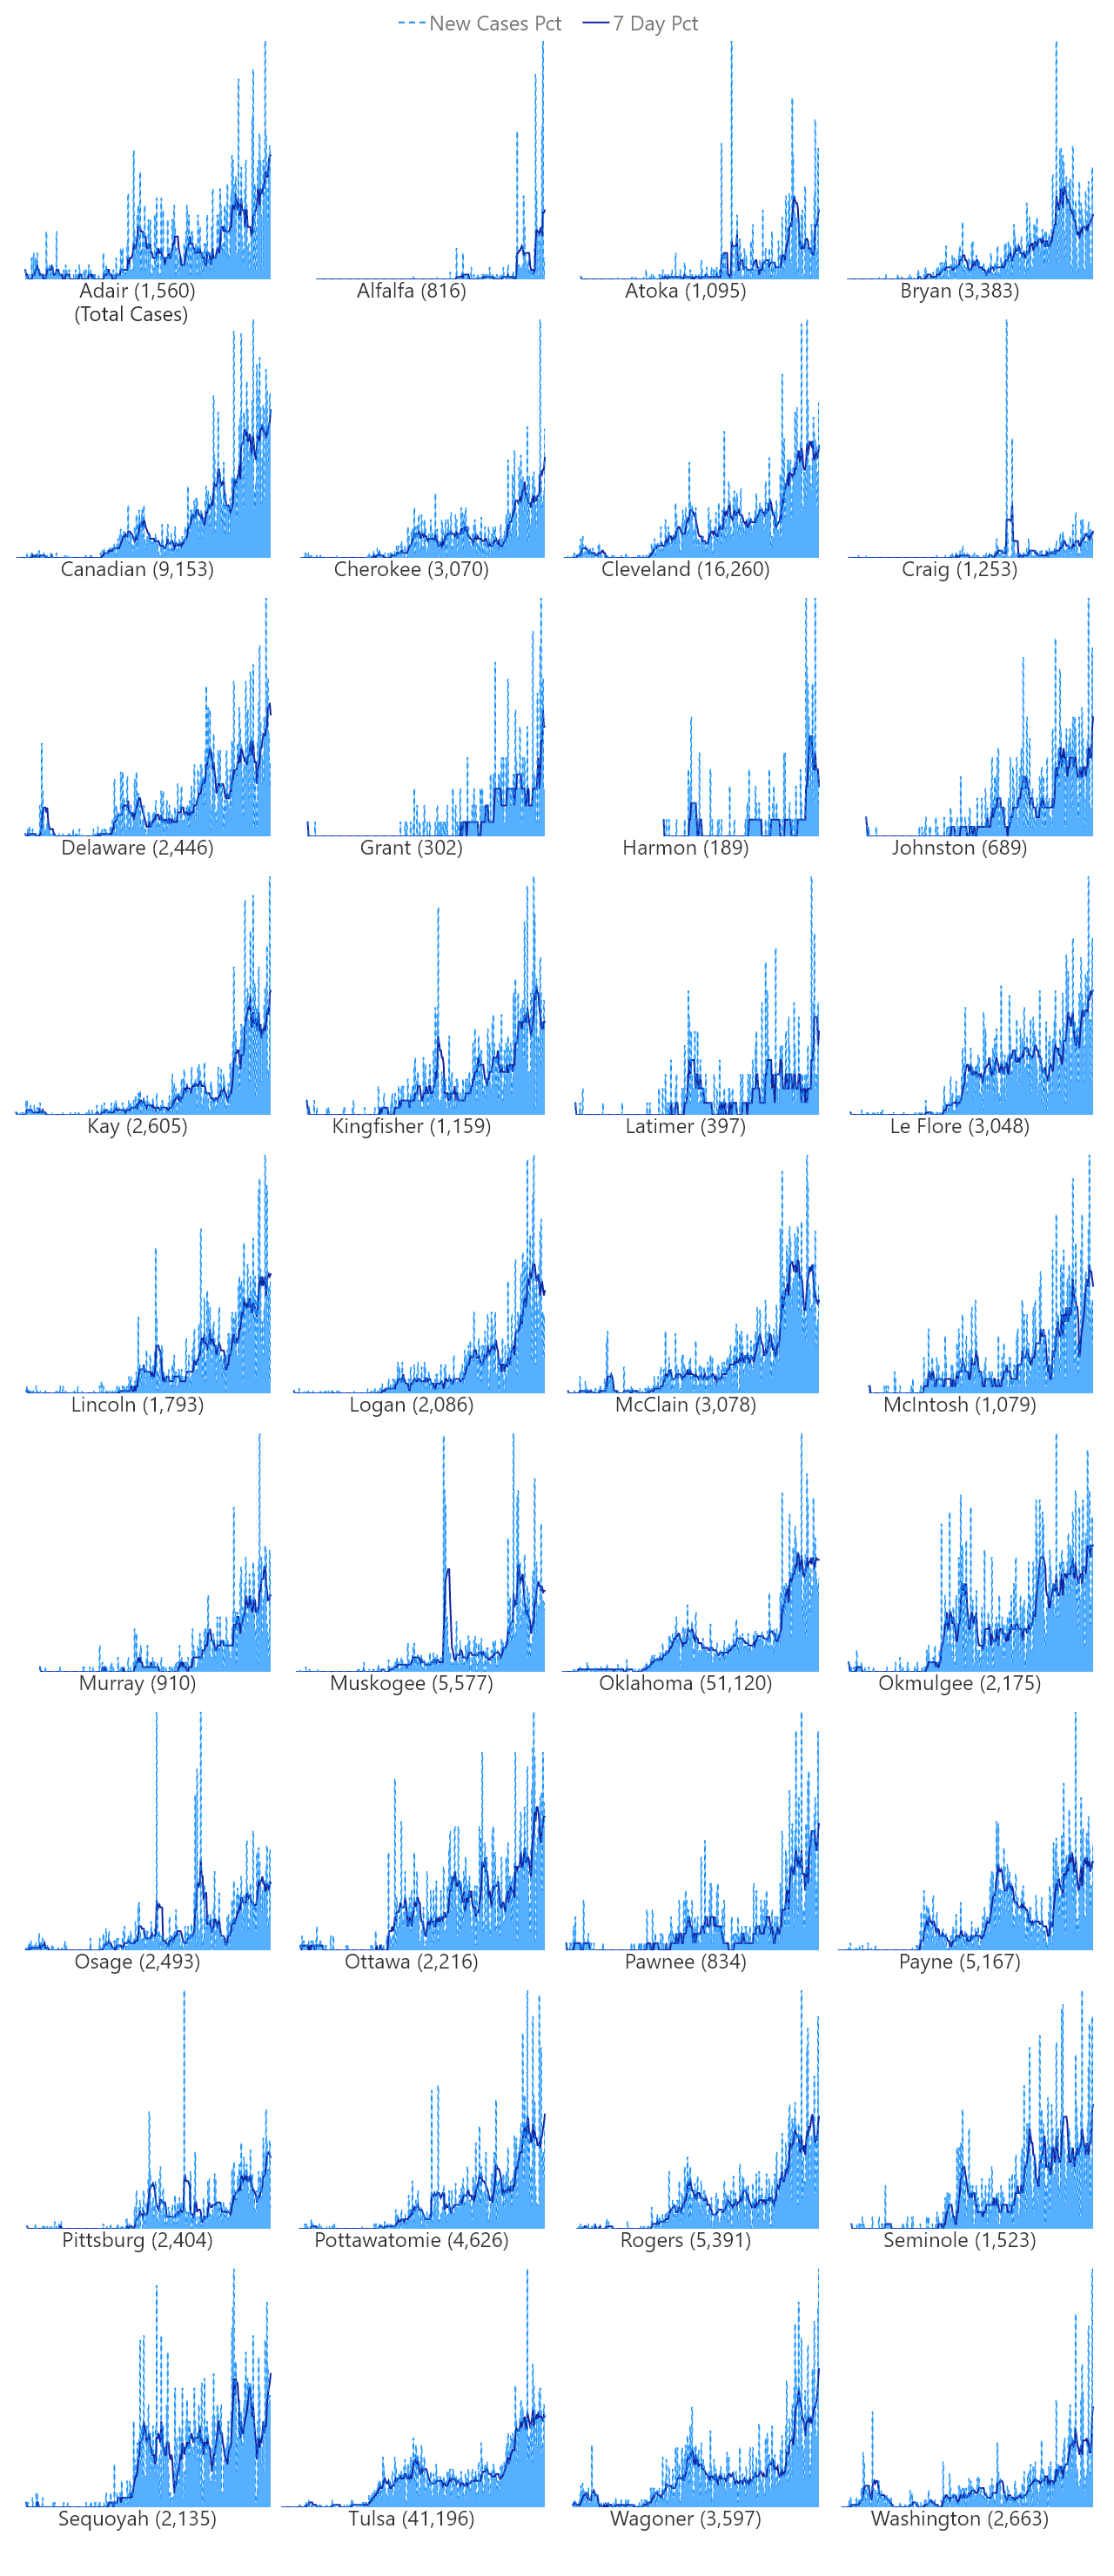 New Cases Pct 7 Day Pct
Adair (1,560) Alfalfa (816) Atoka (1,095) Bryan (3,383)
(Total Cases)
Canadian (9,153) Cherokee (3,070) Cleveland (16,260) Craig (1,253)
Delaware (2,446) Grant (302) Harmon (189) Johnston (689)
Kay (2,605) Kingfisher (1,159) Latimer (397) Le Flore (3,048)
Lincoln (1,793) Logan (2,086) McClain (3,078) McIntosh (1,079)
Murray (910) Muskogee (5,577) Oklahoma (51,120) Okmulgee (2,175)
Osage (2,493) Ottawa (2,216) Pawnee (834) Payne (5,167)
Pittsburg (2,404) Pottawatomie (4,626) Rogers (5,391) Seminole (1,523)
Sequoyah (2,135) Tulsa (41,196) Wagoner (3,597) Washington (2,663)